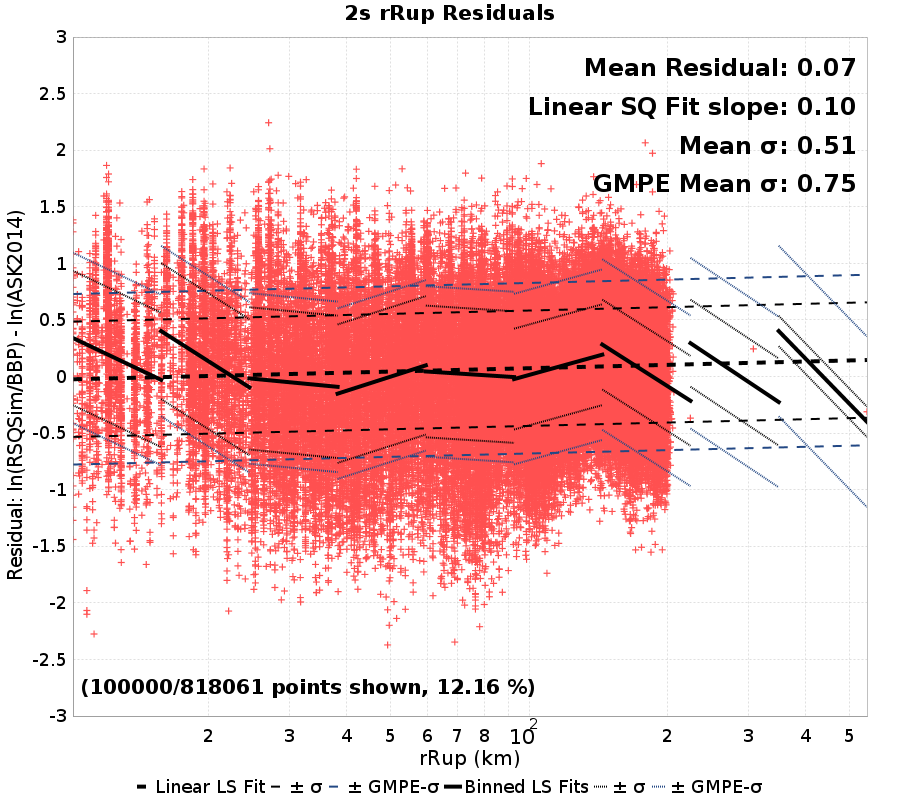 2s rRup Residuals
Mean Residual: 0.07
Linear SQ Fit slope: 0.10
Mean σ: 0.51
GMPE Mean σ: 0.75
3
2.5
2
1.5
1
0.5
0
-0.5
-1
-1.5
-2
-2.5
-3
Residual: ln(RSQSim/BBP) - ln(ASK2014)
(100000/818061 points shown, 12.16 %)
2 3 4 5 6 7 8 10² 2 3 4 5
rRup (km)
Linear LS Fit ± σ ± GMPE-σ Binned LS Fits ± σ ± GMPE-σ